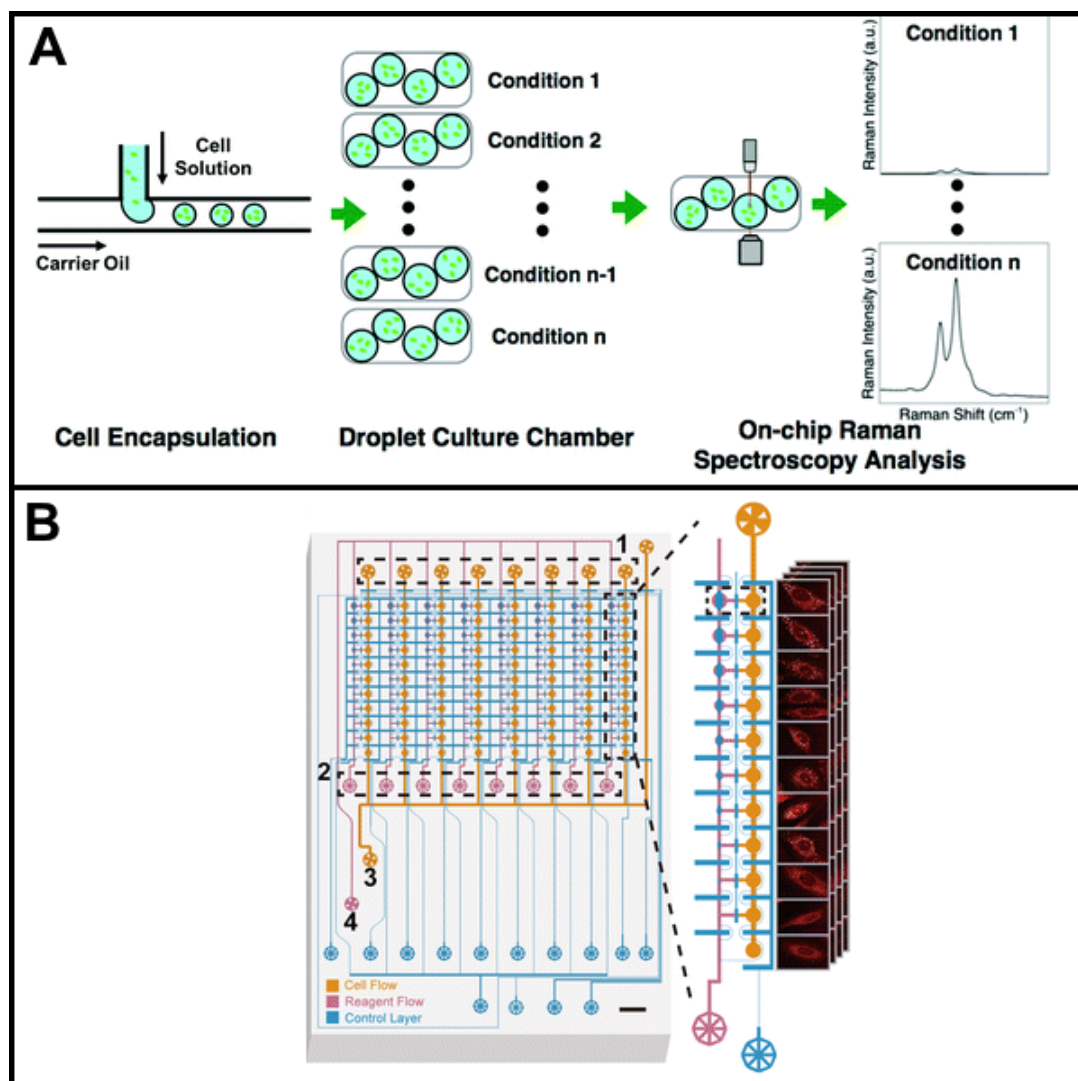 A
Cell
Solution
Carrier Oil
Cell Encapsulation
Condition 1
Condition 2
Condition n-1
Condition n
Droplet Culture Chamber
On-chip Raman
Spectroscopy Analysis
Raman Intensity (a.u.)
Condition 1
Raman Intensity (a.u.)
Condition n
Raman Shift (cm⁻¹)
B
1
2
3
4
Cell Flow
Reagent Flow
Control Layer